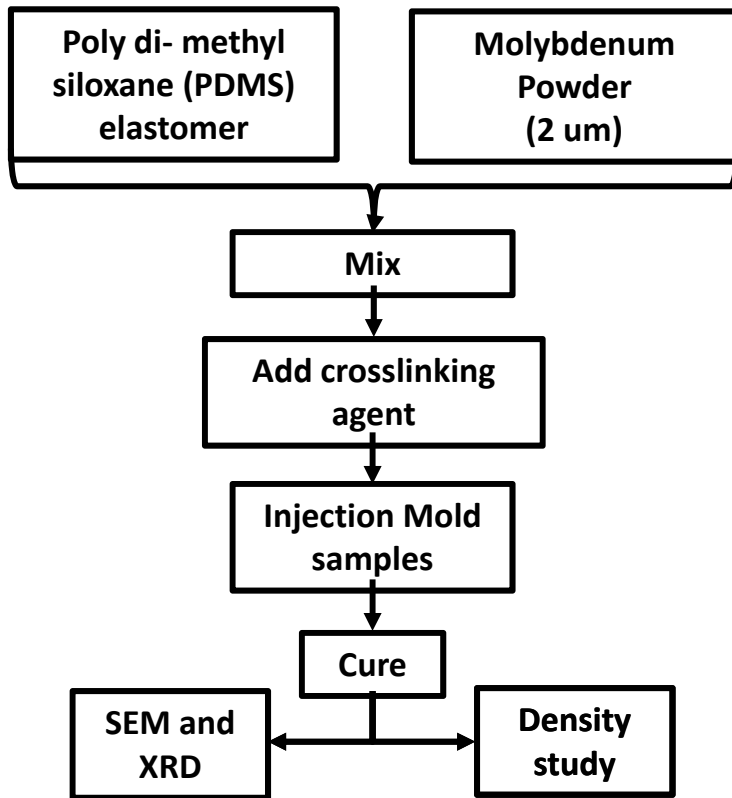 Poly di- methyl
siloxane (PDMS)
elastomer
Molybdenum
Powder
(2 um)
Mix
Add crosslinking
agent
Injection Mold
samples
Cure
SEM and
XRD
Density
study